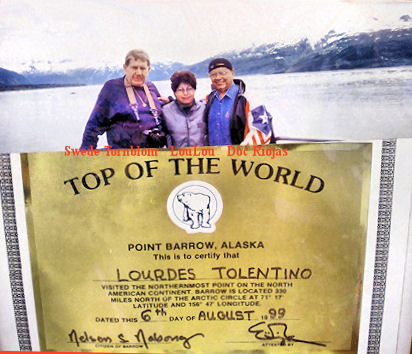 Swede Tornblom LouLou Doc Riojas
TOP OF THE WORLD
POINT BARROW, ALASKA
This is to certify that
LOURDES TOLENTINO
VISITED THE NORTHERNMOST POINT ON THE NORTH
AMERICAN CONTINENT. BARROW IS LOCATED 330
MILES NORTH OF THE ARCTIC CIRCLE AT 71° 17'
LATITUDE AND 156° 47' LONGITUDE.
DATED THIS 6th DAY OF AUGUST 1999
CITIZEN OF BARROW
ATTESTED BY